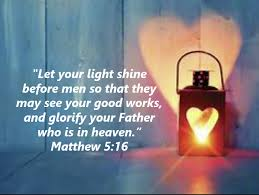 "Let your light shine
before men so that they
may see your good works,
and glorify your Father
who is in heaven.”
Matthew 5:16